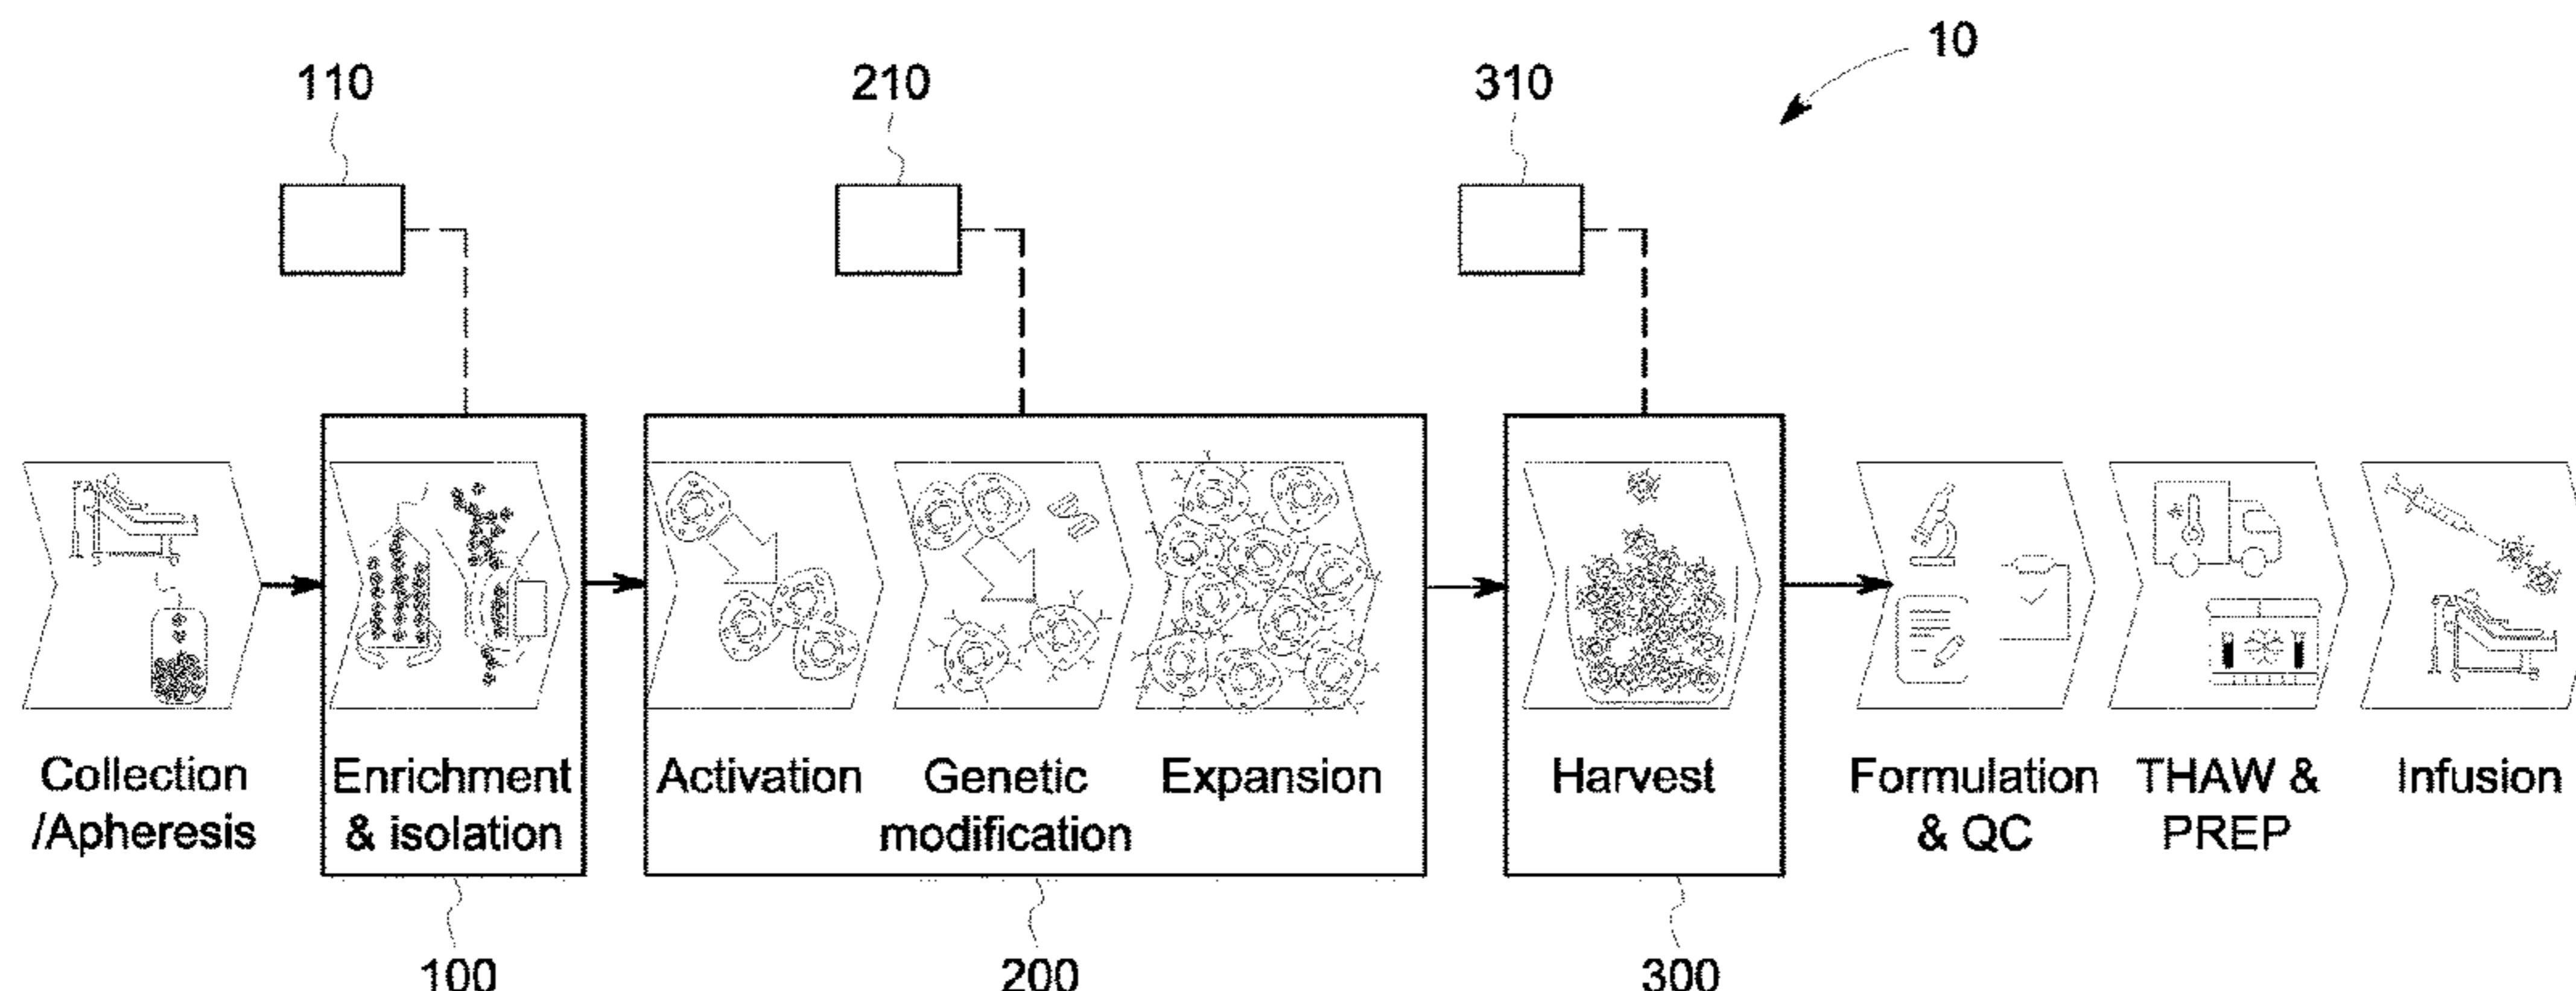 10
110
210
310
Collection
/Apheresis
Enrichment
& isolation
Activation
Genetic
modification
Expansion
Harvest
Formulation
& QC
THAW &
PREP
Infusion
100
200
300